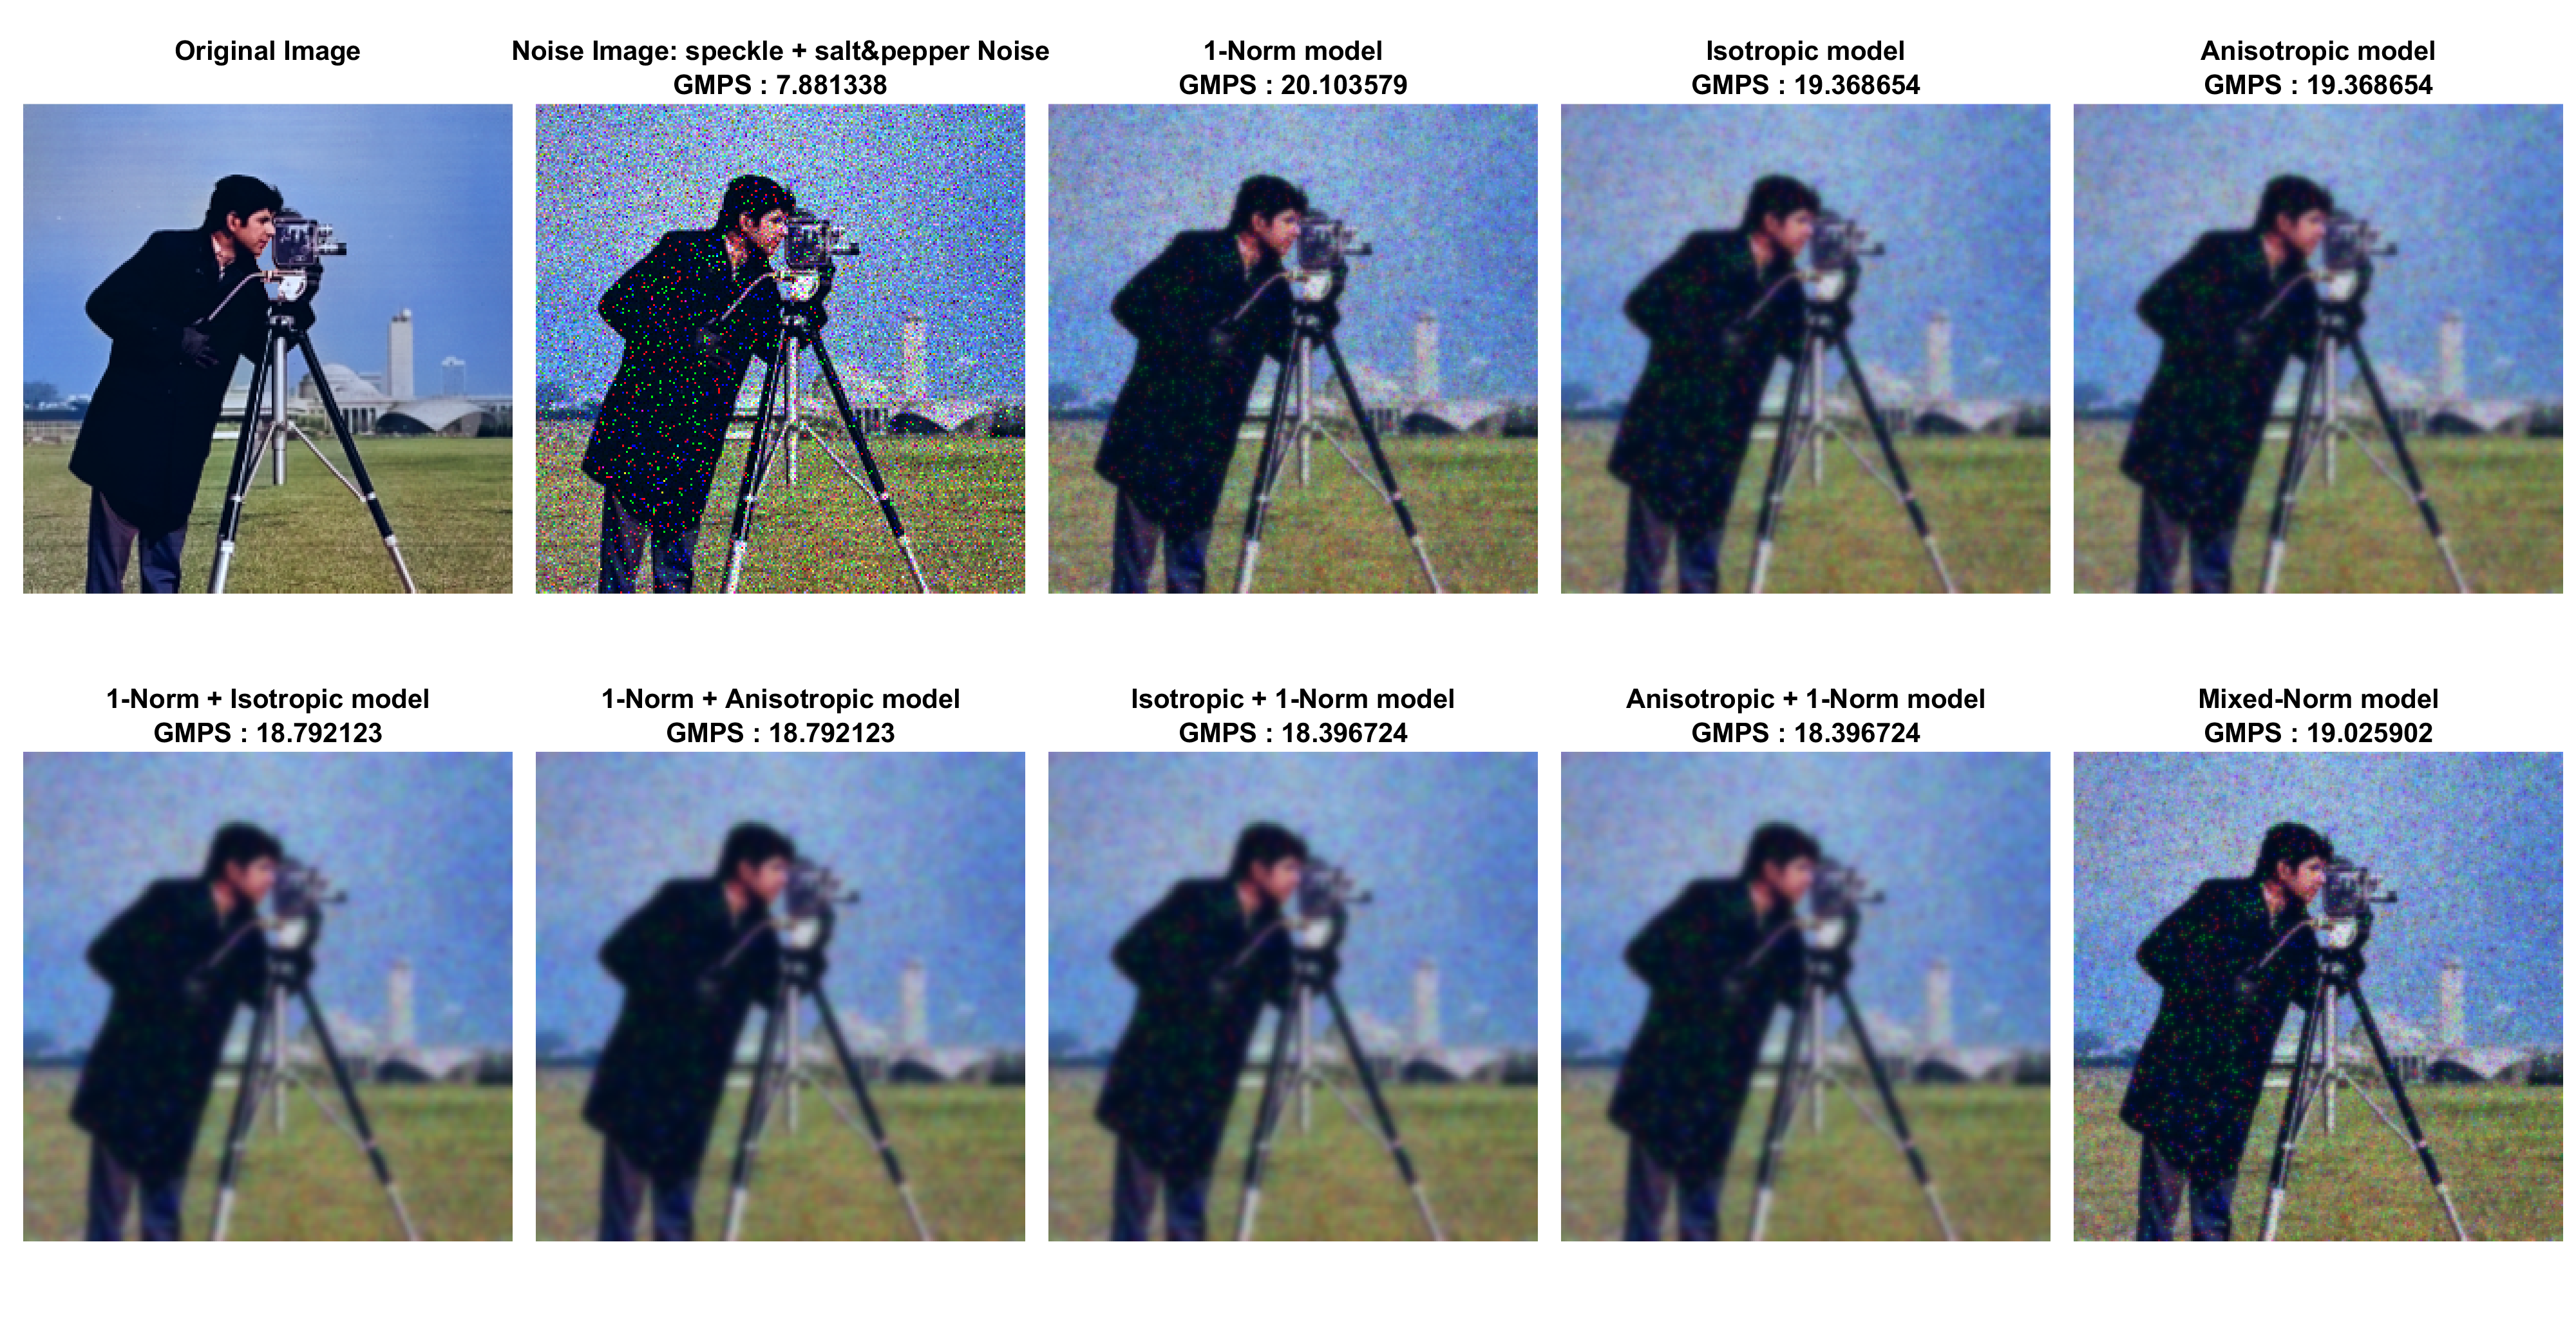 Original Image
Noise Image: speckle + salt&pepper Noise
GMPS : 7.881338
1-Norm model
GMPS : 20.103579
Isotropic model
GMPS : 19.368654
Anisotropic model
GMPS : 19.368654
1-Norm + Isotropic model
GMPS : 18.792123
1-Norm + Anisotropic model
GMPS : 18.792123
Isotropic + 1-Norm model
GMPS : 18.396724
Anisotropic + 1-Norm model
GMPS : 18.396724
Mixed-Norm model
GMPS : 19.025902